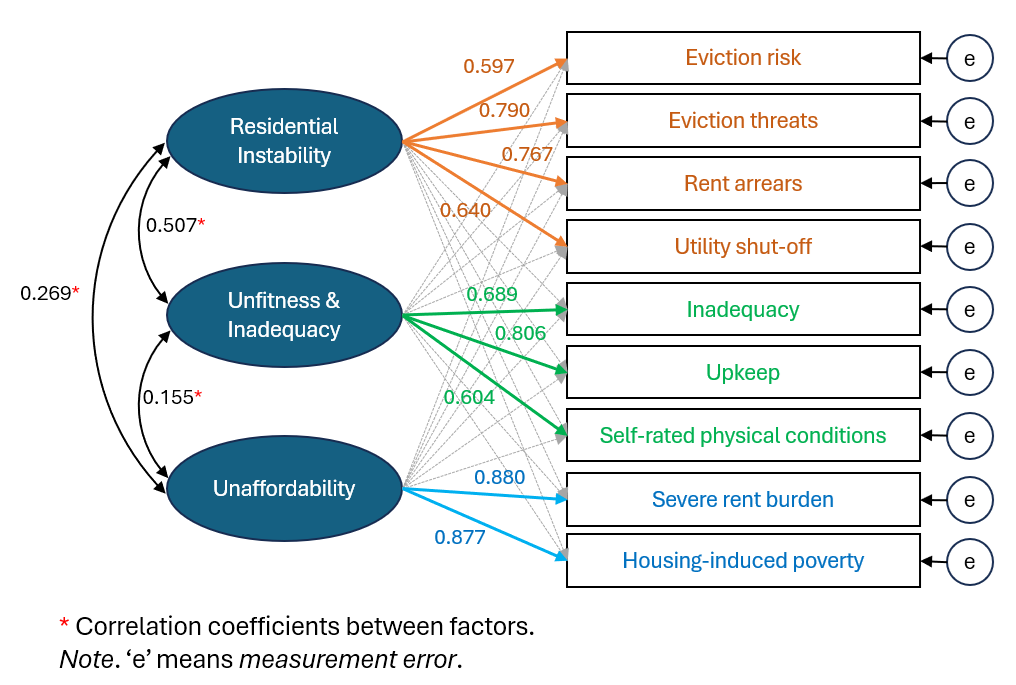 Residential
Instability
Unfitness &
Inadequacy
Unaffordability
0.507*
0.269*
0.155*
0.597
0.790
0.767
0.640
0.689
0.806
0.604
0.880
0.877
Eviction risk
e
Eviction threats
e
Rent arrears
e
Utility shut-off
e
Inadequacy
e
Upkeep
e
Self-rated physical conditions
e
Severe rent burden
e
Housing-induced poverty
e
* Correlation coefficients between factors.
Note. ‘e’ means measurement error.